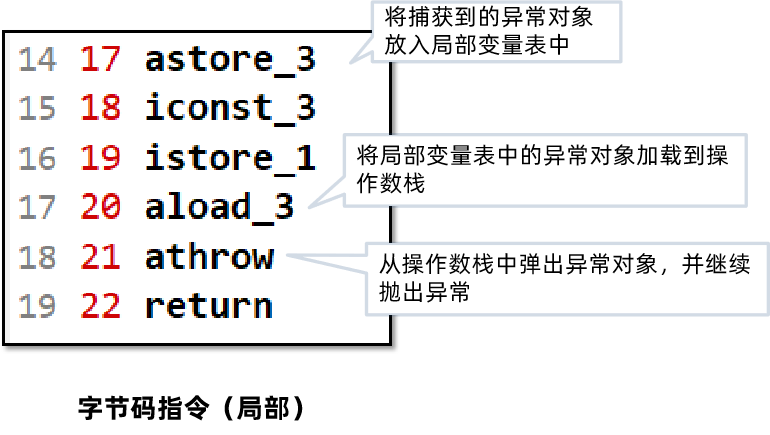 将捕获到的异常对象
放入局部变量表中
14 17 astore_3
15 18 iconst_3
16 19 istore_1
将局部变量表中的异常对象加载到操
作数栈
17 20 aload_3
18 21 athrow
从操作数栈中弹出异常对象，并继续
抛出异常
19 22 return
字节码指令（局部）